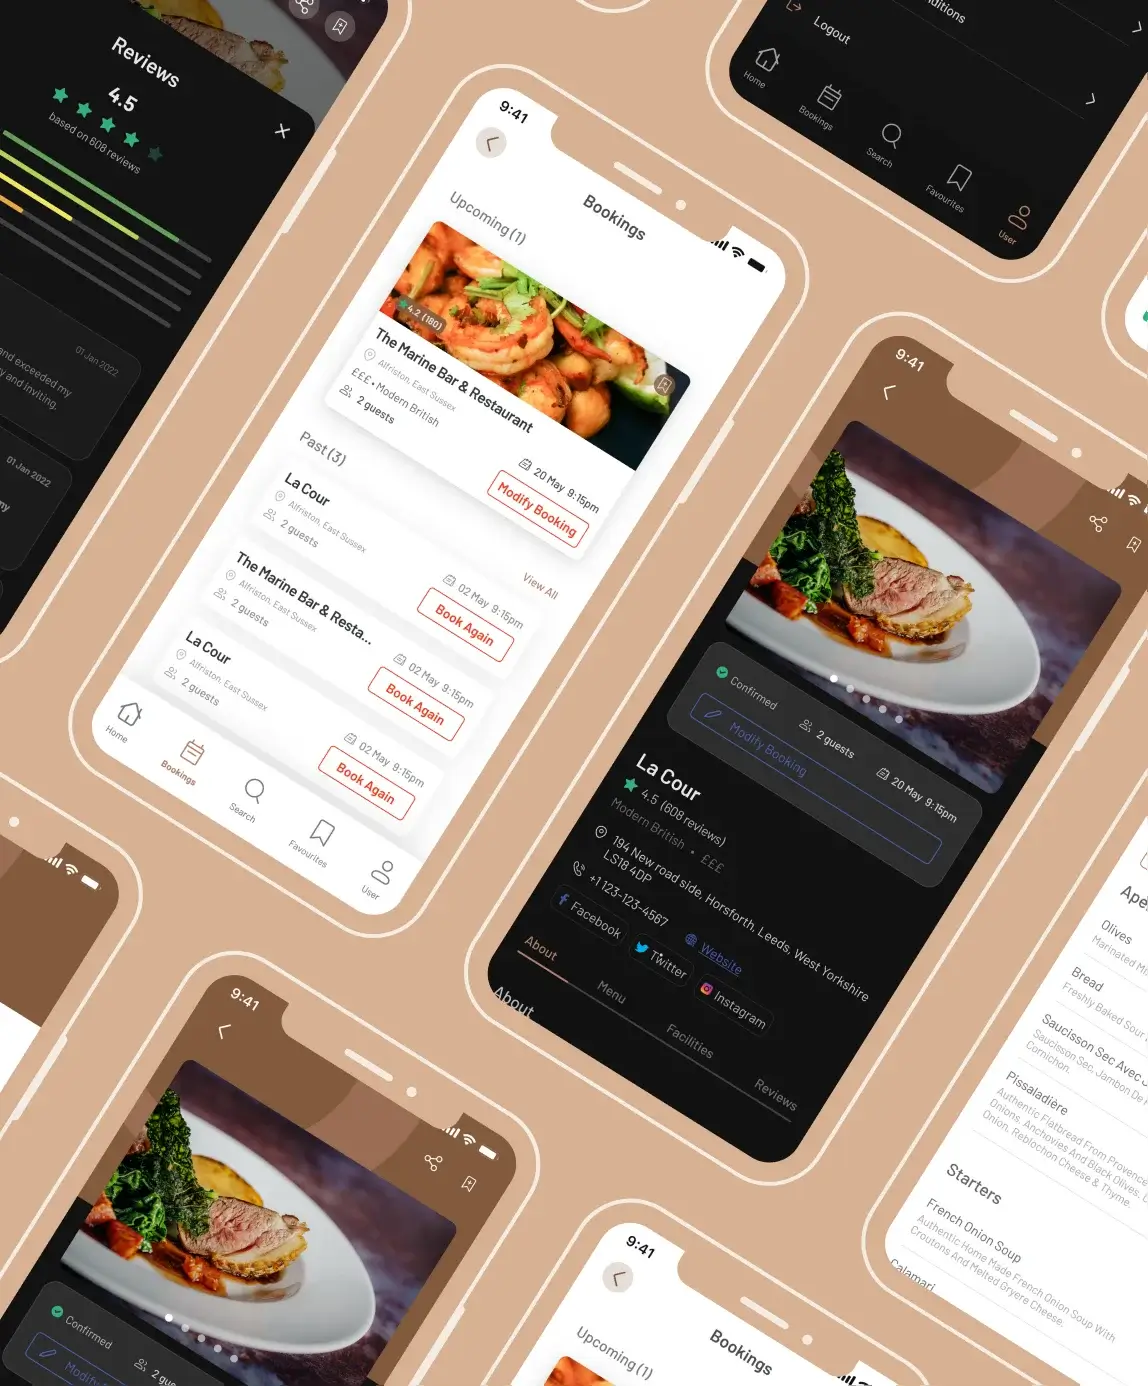 Reviews
4.5
based on 608 reviews
01 Jan 2022
and exceeded my
y and inviting.
01 Jan 2022
my
9:41
Bookings
Upcoming (1)
4.2 (180)
The Marine Bar & Restaurant
Alfriston, East Sussex
£££ • Modern British
2 guests
20 May 9:15pm
Modify Booking
Past (3)
View All
La Cour
Alfriston, East Sussex
2 guests
02 May 9:15pm
Book Again
The Marine Bar & Resta...
Alfriston, East Sussex
2 guests
02 May 9:15pm
Book Again
La Cour
Alfriston, East Sussex
2 guests
02 May 9:15pm
Book Again
Home
Bookings
Search
Favourites
User
nditions
Logout
Home
Bookings
Search
Favourites
User
9:41
Confirmed
2 guests
20 May 9:15pm
Modify Booking
La Cour
4.5 (608 reviews)
Modern British • £££
194 New road side, Horsforth, Leeds, West Yorkshire
LS18 4DP
+1 123-123-4567
Website
Facebook
Twitter
Instagram
About
Menu
Facilities
Reviews
About
Apé
Olives
Marinated Mi
Bread
Freshly Baked Sour
Saucisson Sec Avec
Saucisson Sec, Jambon De
Cornichon.
Pissaladière
Authentic Flatbread From Provence
Onions, Anchovies And Black Olives.
Onion, Reblochon Cheese & Thyme.
Starters
French Onion Soup
Authentic Home Made French Onion Soup With
Croutons And Melted Gryere Cheese.
Calamari
9:41
Confirmed
2 gue
Modify
9:41
Bookings
Upcoming (1)